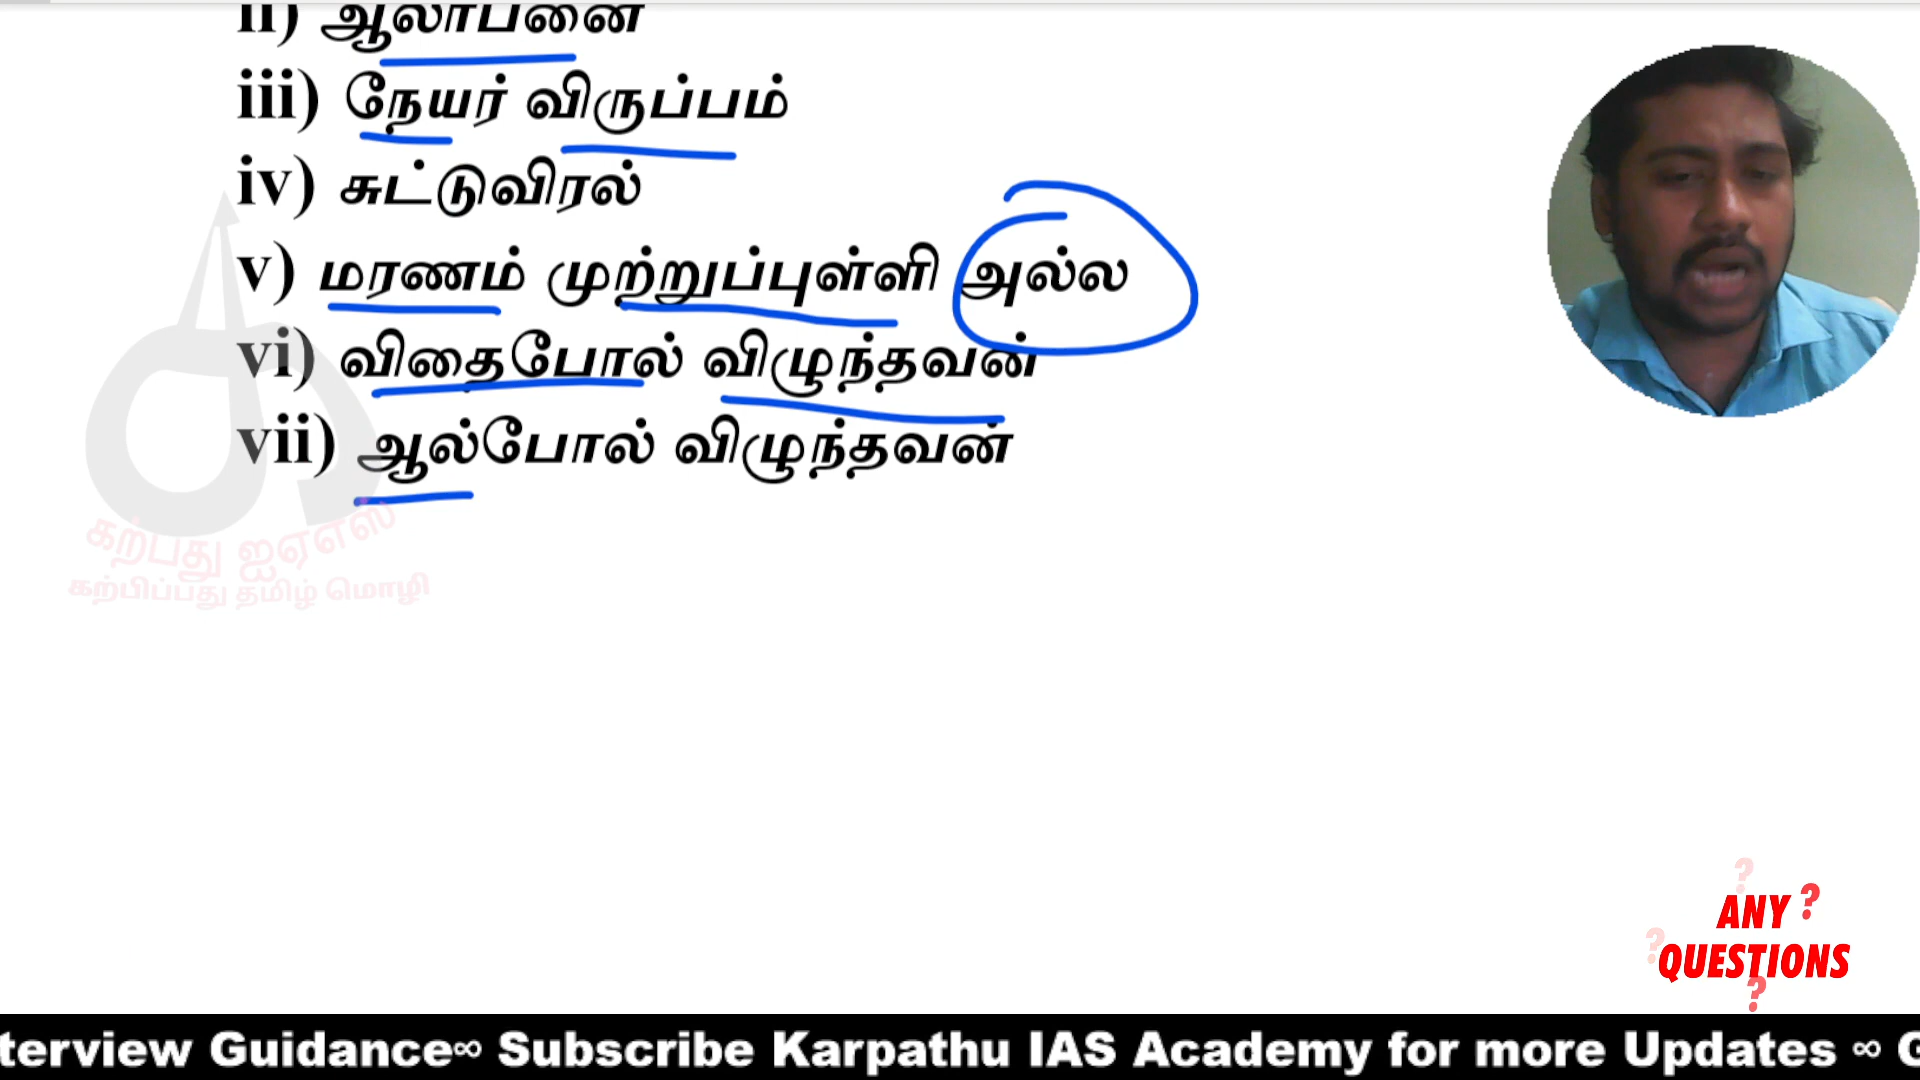 ii) ஆலாபனை
iii) நேயர் விருப்பம்
iv) சுட்டுவிரல்
v) மரணம் முற்றுப்புள்ளி அல்ல
vi) விதைபோல் விழுந்தவன்
vii) ஆல்போல் விழுந்தவன்
கற்பது ஐஏஎஸ்
கற்பிப்பது தமிழ் மொழி
ANY
QUESTIONS
terview Guidance∞ Subscribe Karpathu IAS Academy for more Updates ∞ G